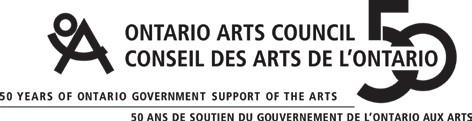 ONTARIO ARTS COUNCIL
CONSEIL DES ARTS DE L'ONTARIO
50
50 YEARS OF ONTARIO GOVERNMENT SUPPORT OF THE ARTS
50 ANS DE SOUTIEN DU GOUVERNEMENT DE L'ONTARIO AUX ARTS